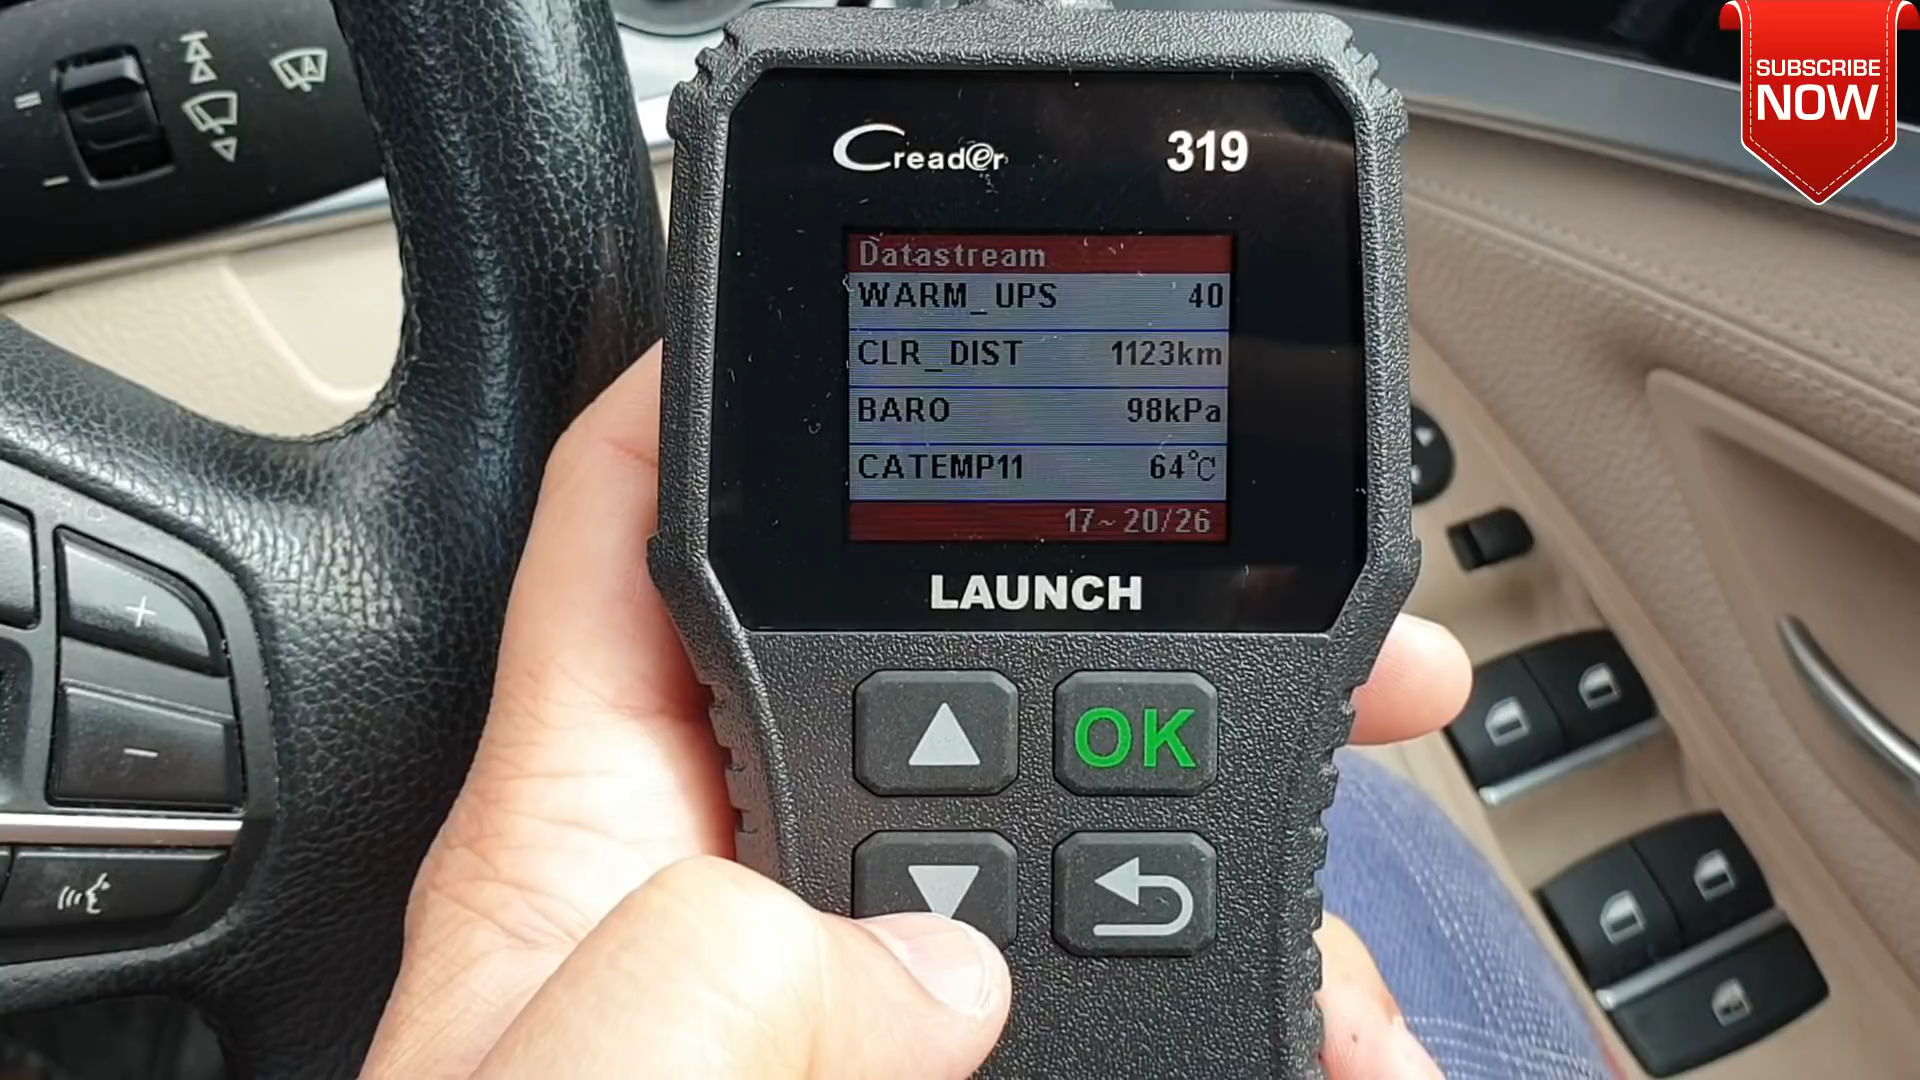 SUBSCRIBE
NOW
Creader 319
Datastream
WARM_UPS 40
CLR_DIST 1123km
BARO 98kPa
CATEMP11 64℃
17~20/26
LAUNCH
OK